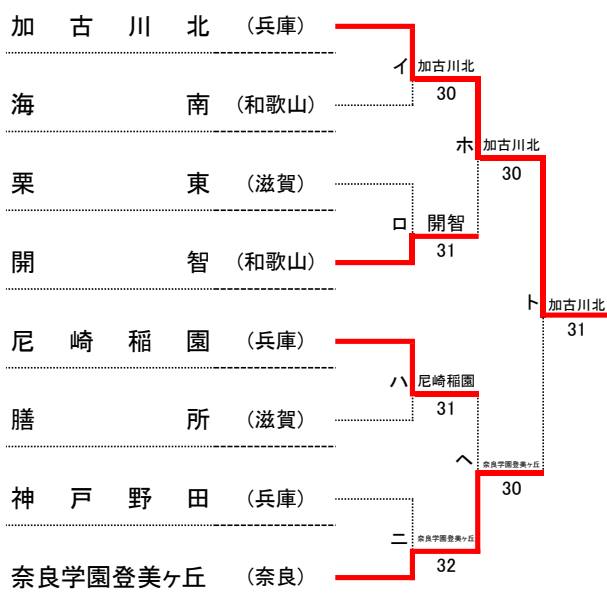 加古川北 (兵庫)
イ 加古川北
30
海南 (和歌山)
ホ 加古川北
30
栗東 (滋賀)
ロ 開智
31
開智 (和歌山)
ト 加古川北
31
尼崎稲園 (兵庫)
ハ 尼崎稲園
31
膳所 (滋賀)
ヘ 奈良学園登美ヶ丘
30
神戸野田 (兵庫)
ニ 奈良学園登美ヶ丘
32
奈良学園登美ヶ丘 (奈良)